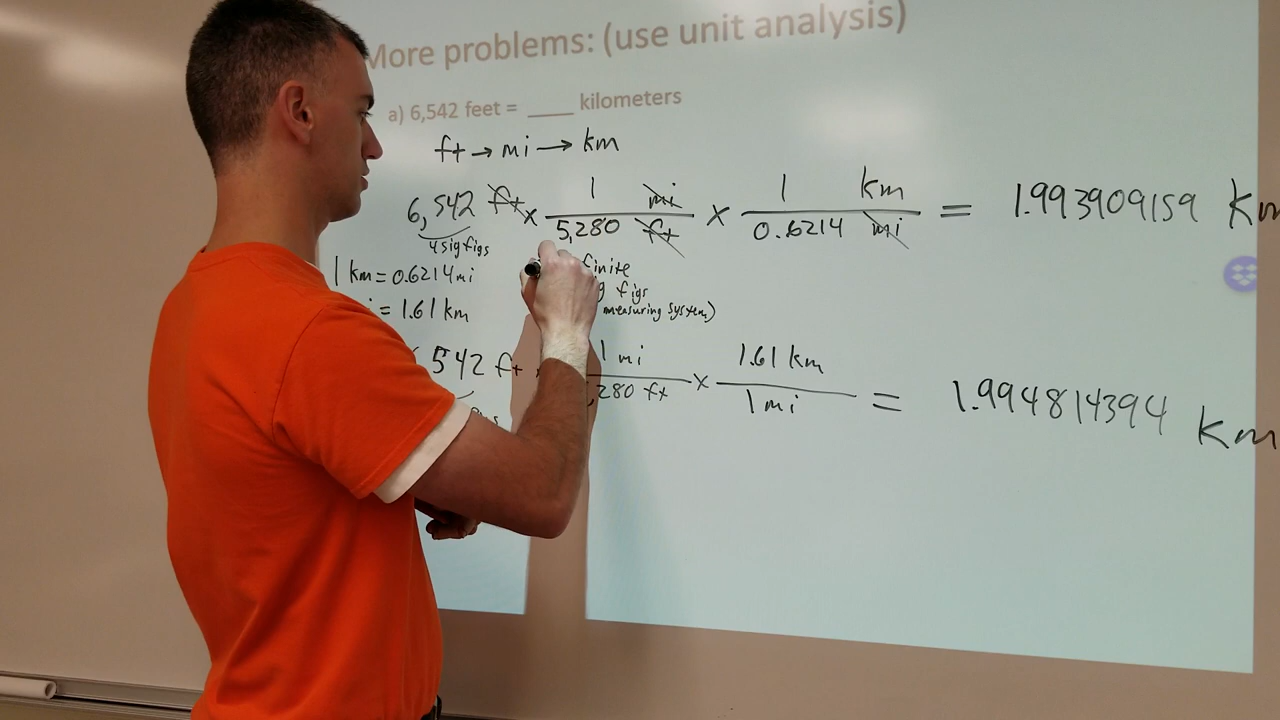 More problems: (use unit analysis)
a) 6,542 feet = ____ kilometers
ft → mi → km
6,542 ft x 1 mi / 5,280 ft x 1 km / 0.6214 mi = 1.993909159 Km
4 sig figs
1 km = 0.6214 mi
finite
figs
= 1.61 km
measuring system)
542 ft 1 mi / ,280 ft x 1.61 km / 1 mi = 1.994814394 km